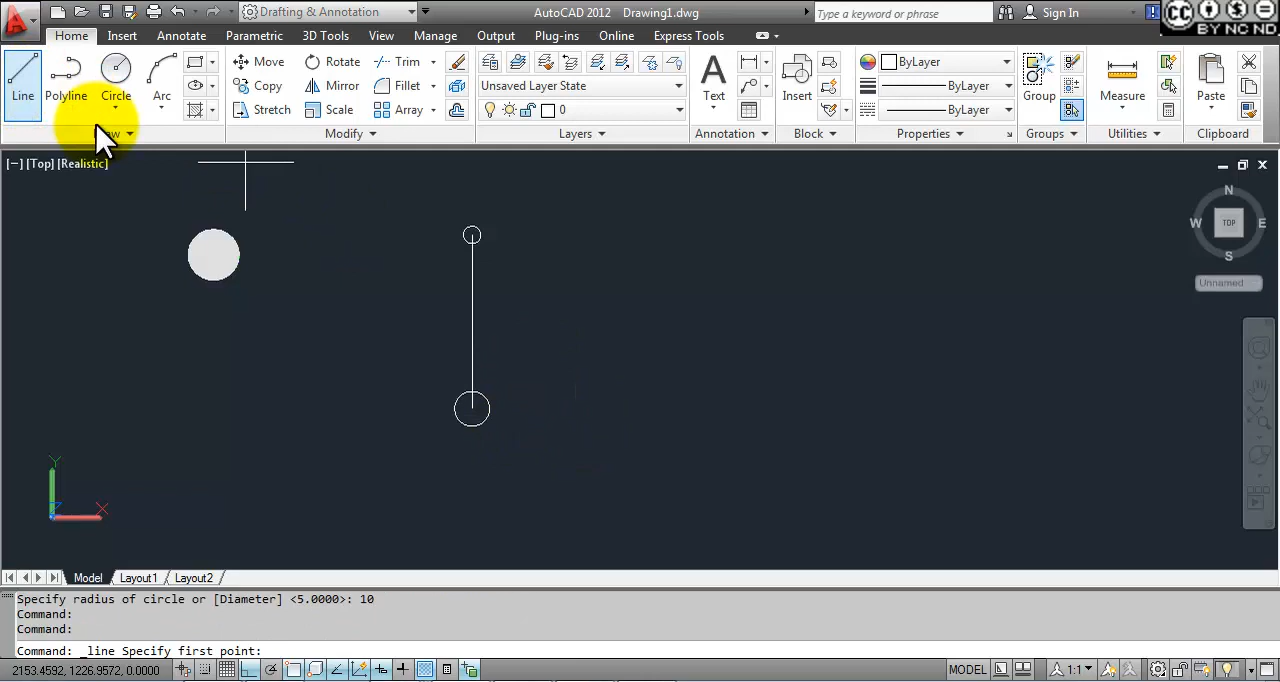 Drafting & Annotation
AutoCAD 2012 Drawing1.dwg
Type a keyword or phrase
Sign In
CC
BY NC ND
Home Insert Annotate Parametric 3D Tools View Manage Output Plug-ins Online Express Tools
Line Polyline Circle Arc
Move Rotate Trim
Copy Mirror Fillet
Stretch Scale Array
Modify
Unsaved Layer State
0
Layers
Text
Annotation
Insert
Block
ByLayer
ByLayer
ByLayer
Properties
Group
Groups
Measure
Utilities
Paste
Clipboard
[−] [Top] [Realistic]
N
W TOP E
S
Unnamed
Y
X
Z
Model Layout1 Layout2
Specify radius of circle or [Diameter] <5.0000>: 10
Command:
Command:
Command: _line Specify first point:
2153.4592, 1226.9572, 0.0000
MODEL
1:1